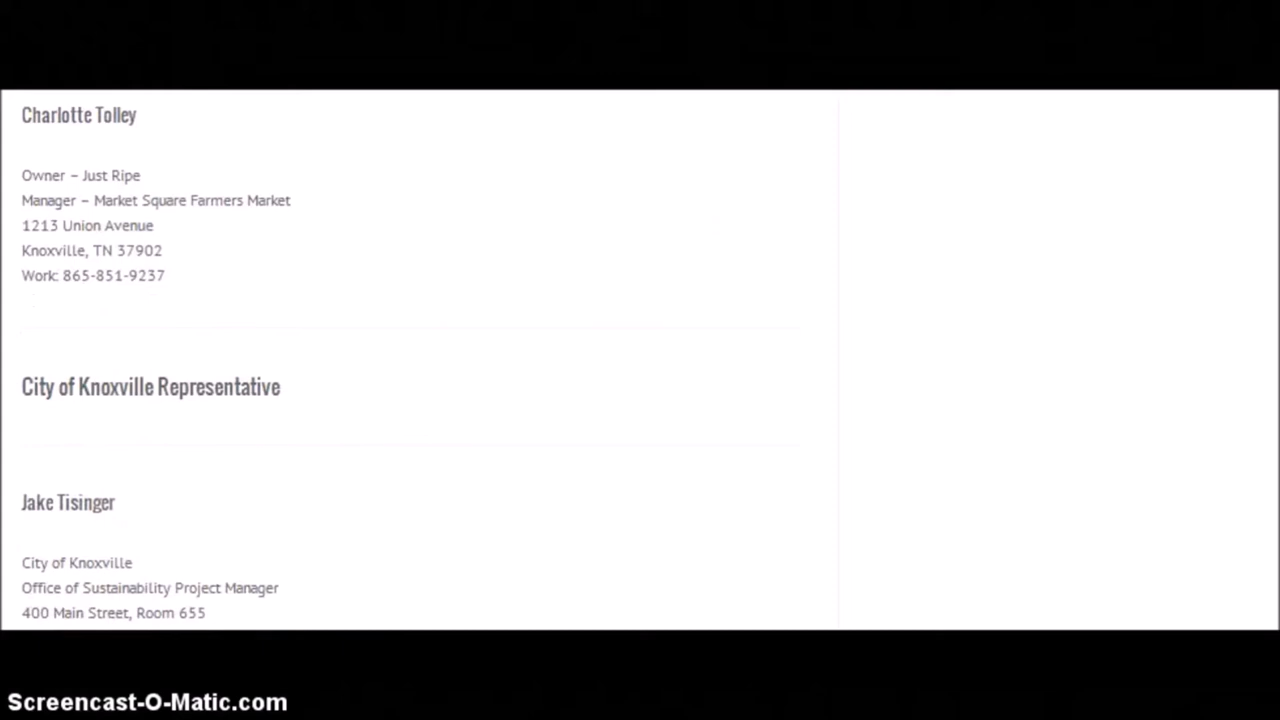 Charlotte Tolley
Owner – Just Ripe
Manager – Market Square Farmers Market
1213 Union Avenue
Knoxville, TN 37902
Work: 865-851-9237
City of Knoxville Representative
Jake Tisinger
City of Knoxville
Office of Sustainability Project Manager
400 Main Street, Room 655
Screencast-O-Matic.com